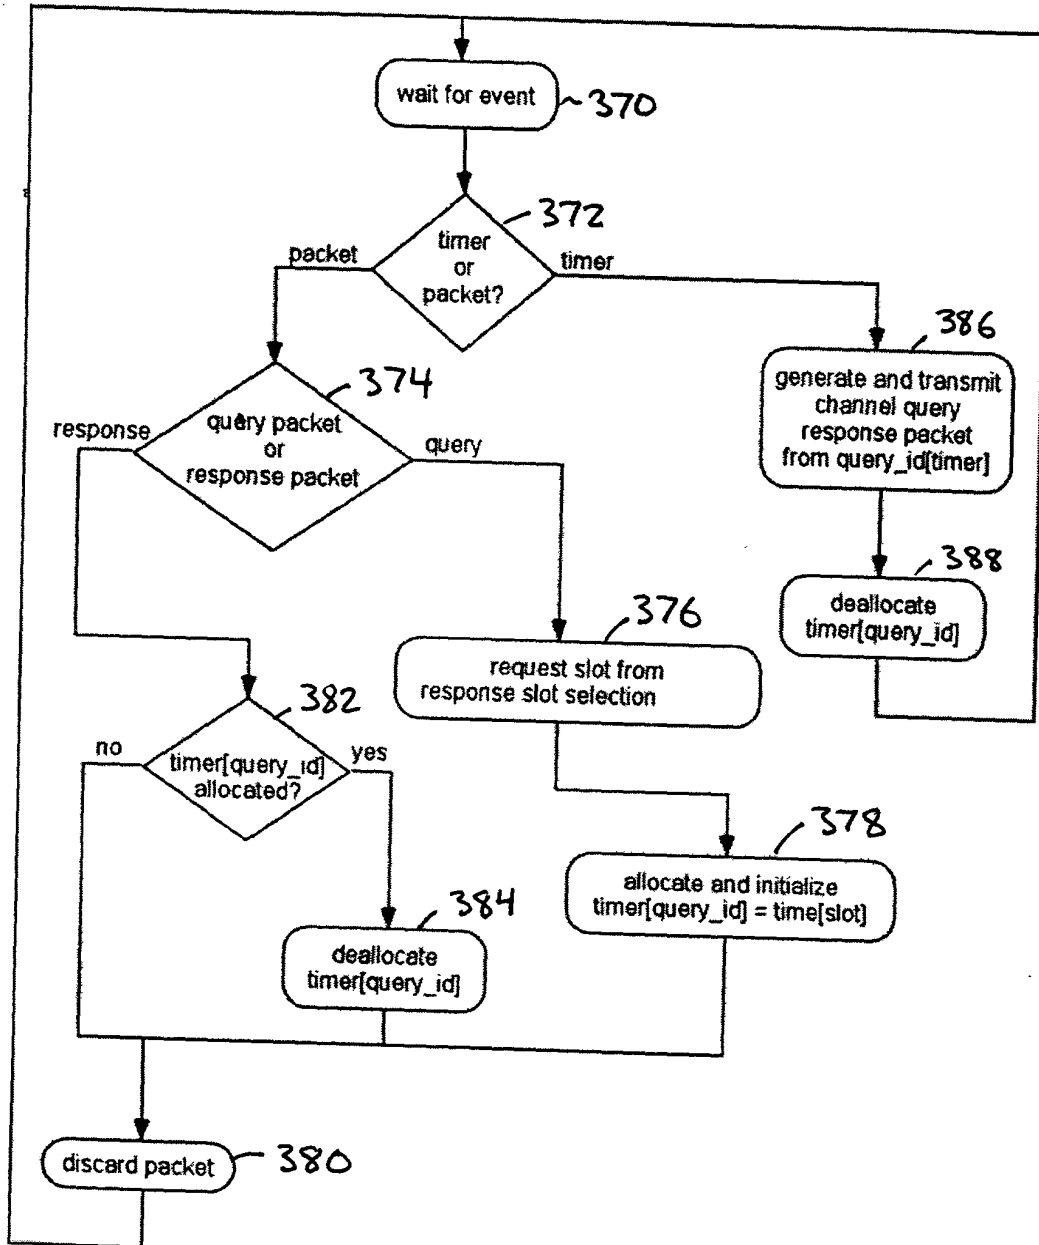 wait for event
370
372
timer
or
packet?
packet
timer
386
generate and transmit
channel query
response packet
from query_id[timer]
374
query packet
or
response packet
response
query
388
deallocate
timer[query_id]
376
request slot from
response slot selection
382
timer[query_id]
allocated?
no
yes
378
allocate and initialize
timer[query_id] = time[slot]
384
deallocate
timer[query_id]
discard packet
380